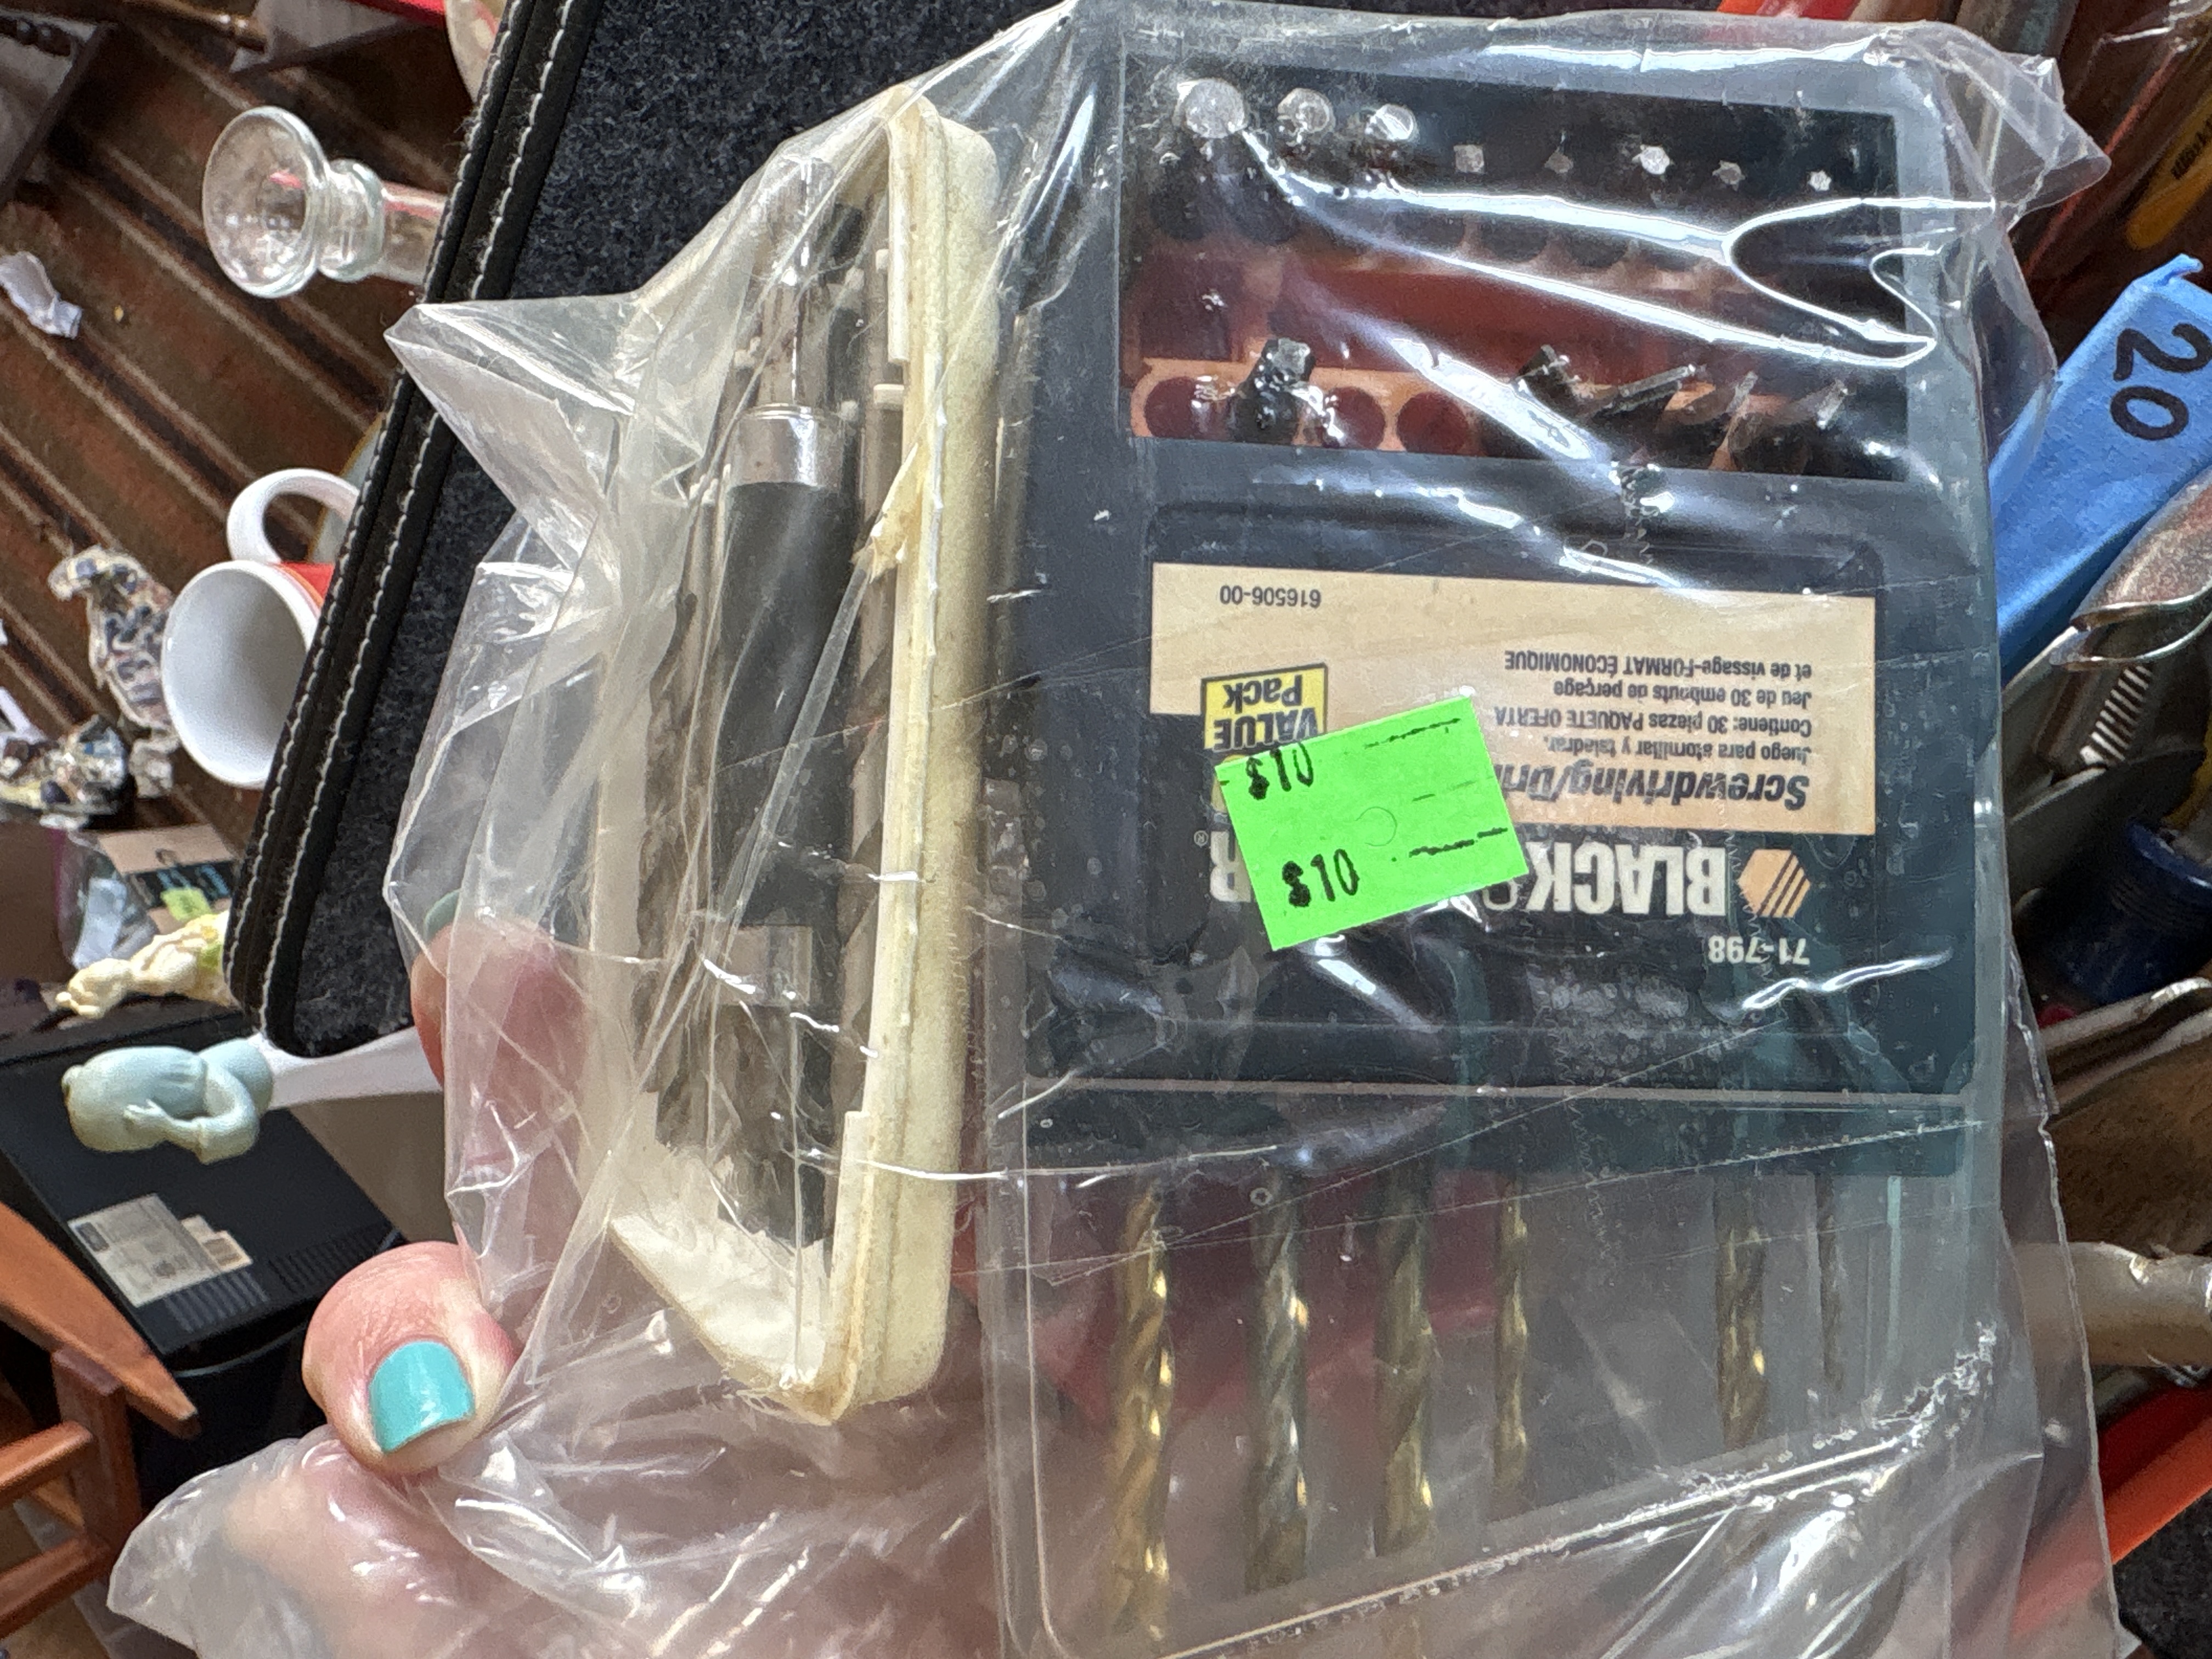 71-798
BLACK
R®
Screwdriving/Dri
Juego para atornillar y taladrar.
Contiene: 30 piezas PAQUETE OFERTA
Jeu de 30 embouts de perçage
et de vissage-FORMAT ÉCONOMIQUE
VALUE
Pack
616506-00
$10
$10
20